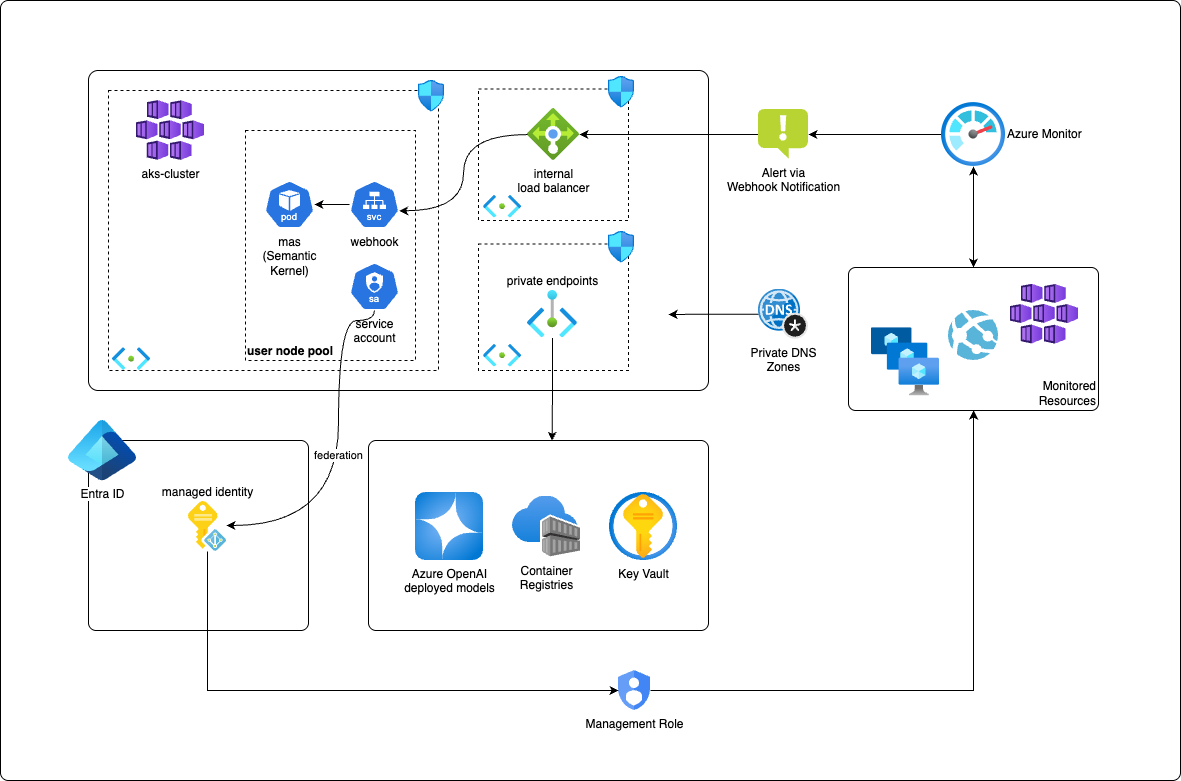 aks-cluster
pod
mas
(Semantic
Kernel)
svc
webhook
sa
service
account
user node pool
internal
load balancer
private endpoints
Alert via
Webhook Notification
Azure Monitor
DNS
Private DNS
Zones
Monitored
Resources
Entra ID
managed identity
federation
Azure OpenAI
deployed models
Container
Registries
Key Vault
Management Role